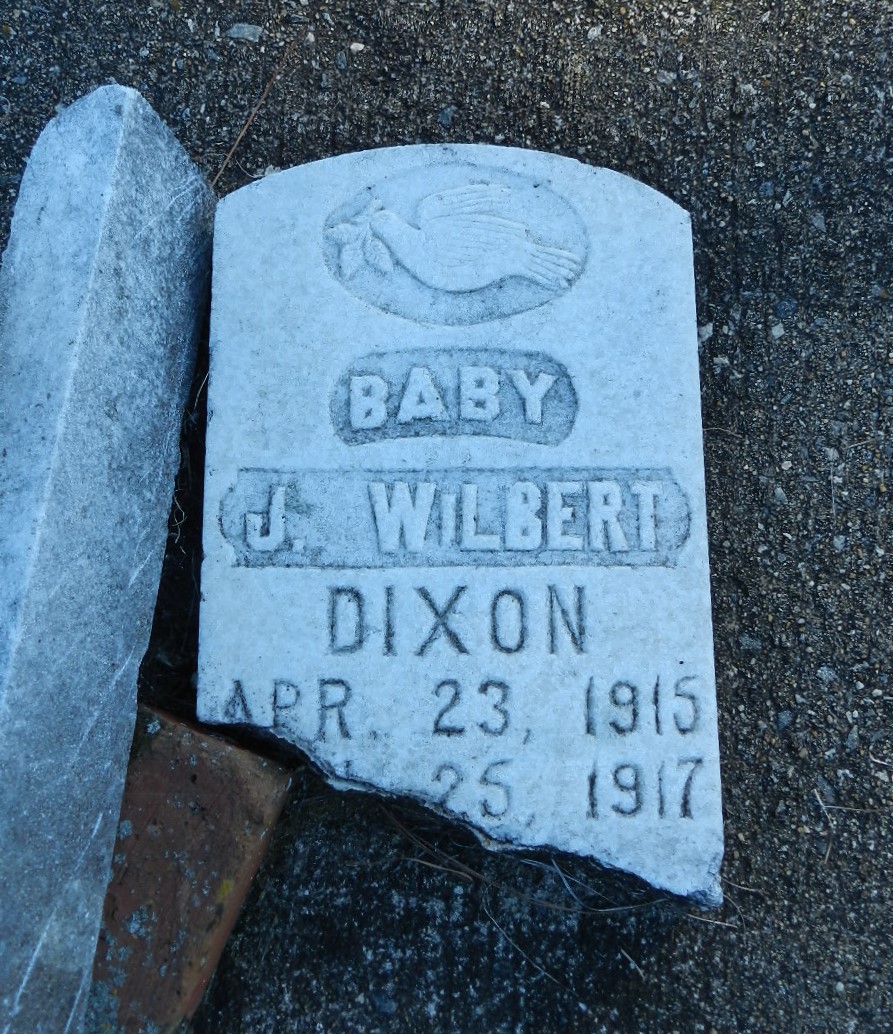 BABY
J. WILBERT
DIXON
APR. 23, 1915
25, 1917